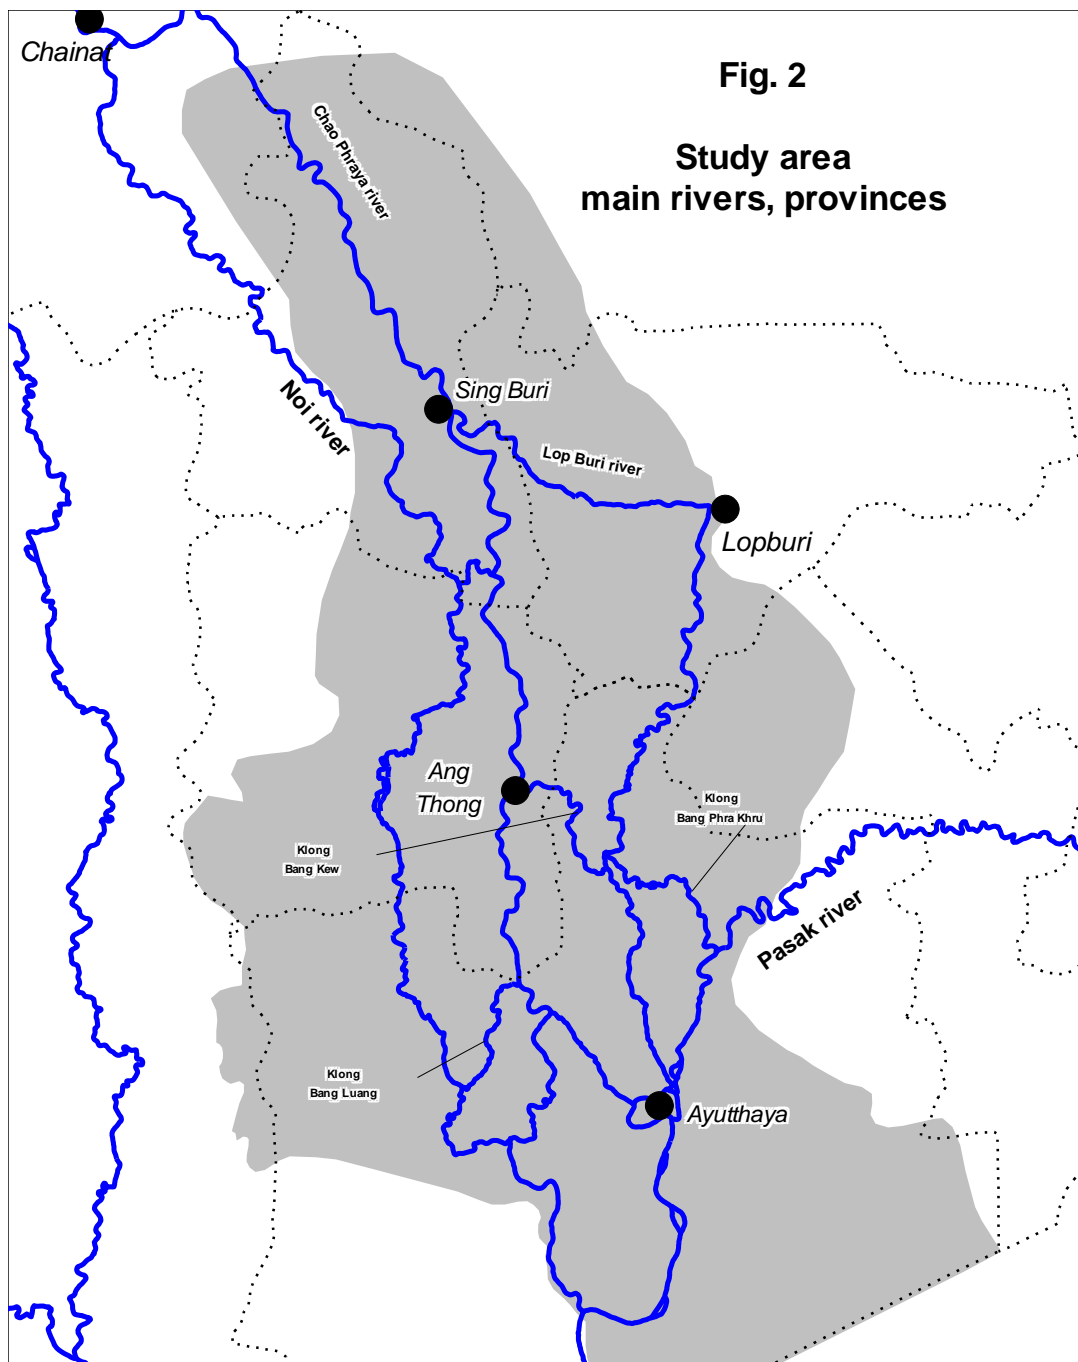 Chainat
Fig. 2
Study area
main rivers, provinces
Chao Phraya river
Noi river
Sing Buri
Lop Buri river
Lopburi
Ang
Thong
Klong
Bang Phra Khru
Klong
Bang Kew
Pasak river
Klong
Bang Luang
Ayutthaya